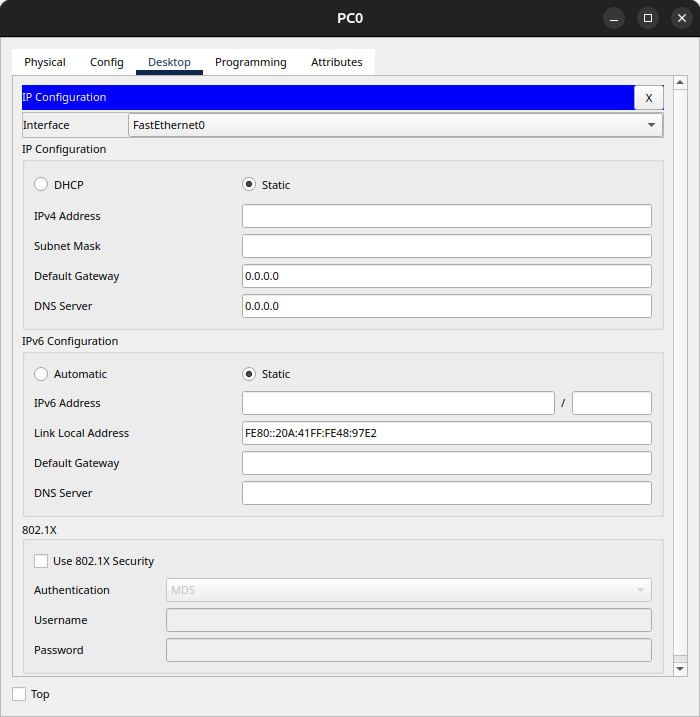 PC0
Physical Config Desktop Programming Attributes
IP Configuration X
Interface FastEthernet0
IP Configuration
DHCP Static
IPv4 Address
Subnet Mask
Default Gateway 0.0.0.0
DNS Server 0.0.0.0
IPv6 Configuration
Automatic Static
IPv6 Address /
Link Local Address FE80::20A:41FF:FE48:97E2
Default Gateway
DNS Server
802.1X
Use 802.1X Security
Authentication MD5
Username
Password
Top